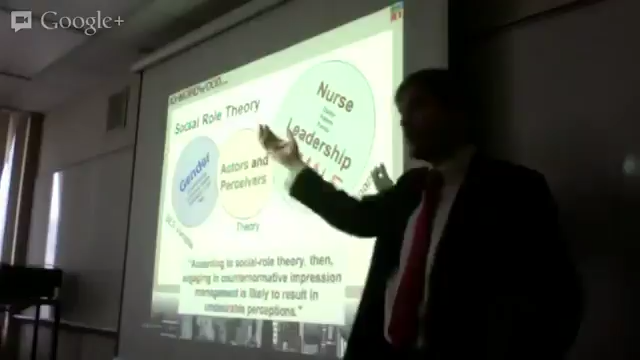 Google+
Social Role Theory
Nurse
Leadership
Gender
Actors and
Perceivers
Theory
"According to social-role theory, then,
engaging in counternormative impression
management is likely to result in
undesirable perceptions."